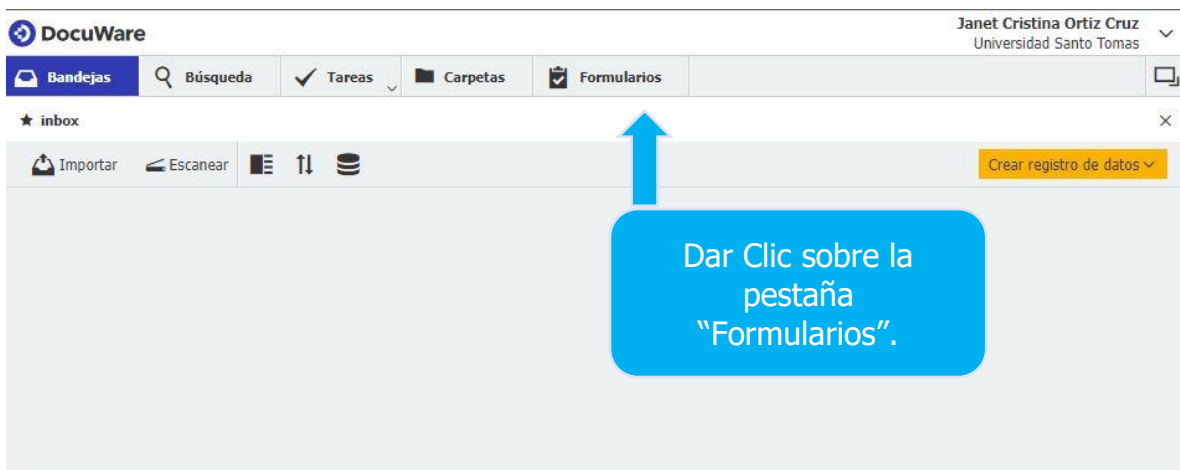 DocuWare
Janet Cristina Ortiz Cruz
Universidad Santo Tomas
Bandejas Búsqueda Tareas Carpetas Formularios
inbox
Importar Escanear Crear registro de datos
Dar Clic sobre la
pestaña
“Formularios”.